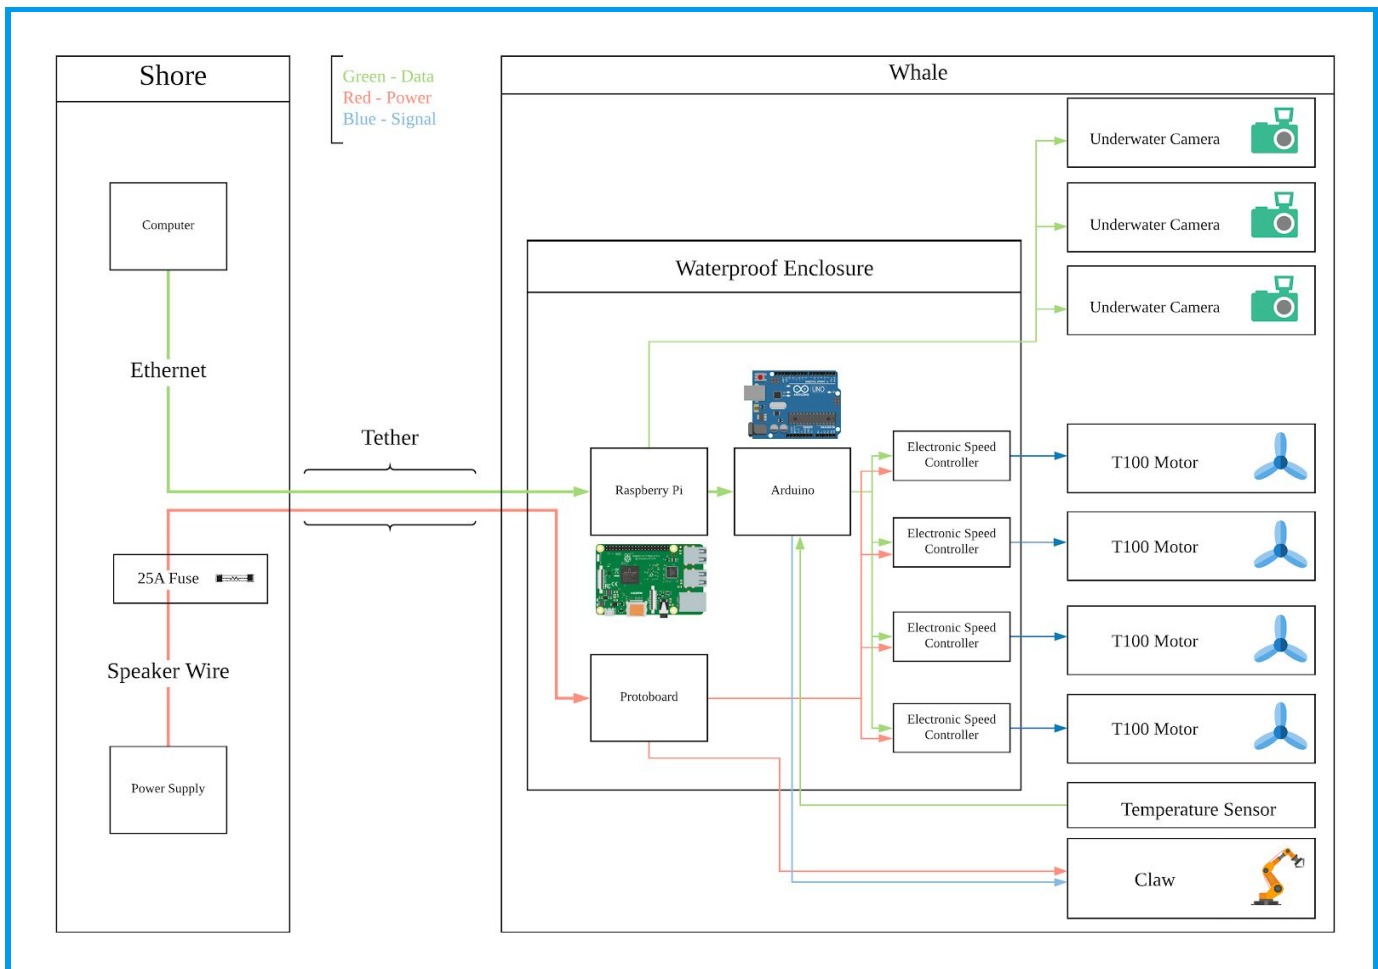 Shore
Green - Data
Red - Power
Blue - Signal
Whale
Underwater Camera
Computer
Underwater Camera
Waterproof Enclosure
Underwater Camera
Ethernet
UNO
ARDUINO
Tether
Electronic Speed
Controller
T100 Motor
Raspberry Pi
Arduino
Electronic Speed
Controller
T100 Motor
25A Fuse
Electronic Speed
Controller
T100 Motor
Speaker Wire
Protoboard
Electronic Speed
Controller
T100 Motor
Power Supply
Temperature Sensor
Claw